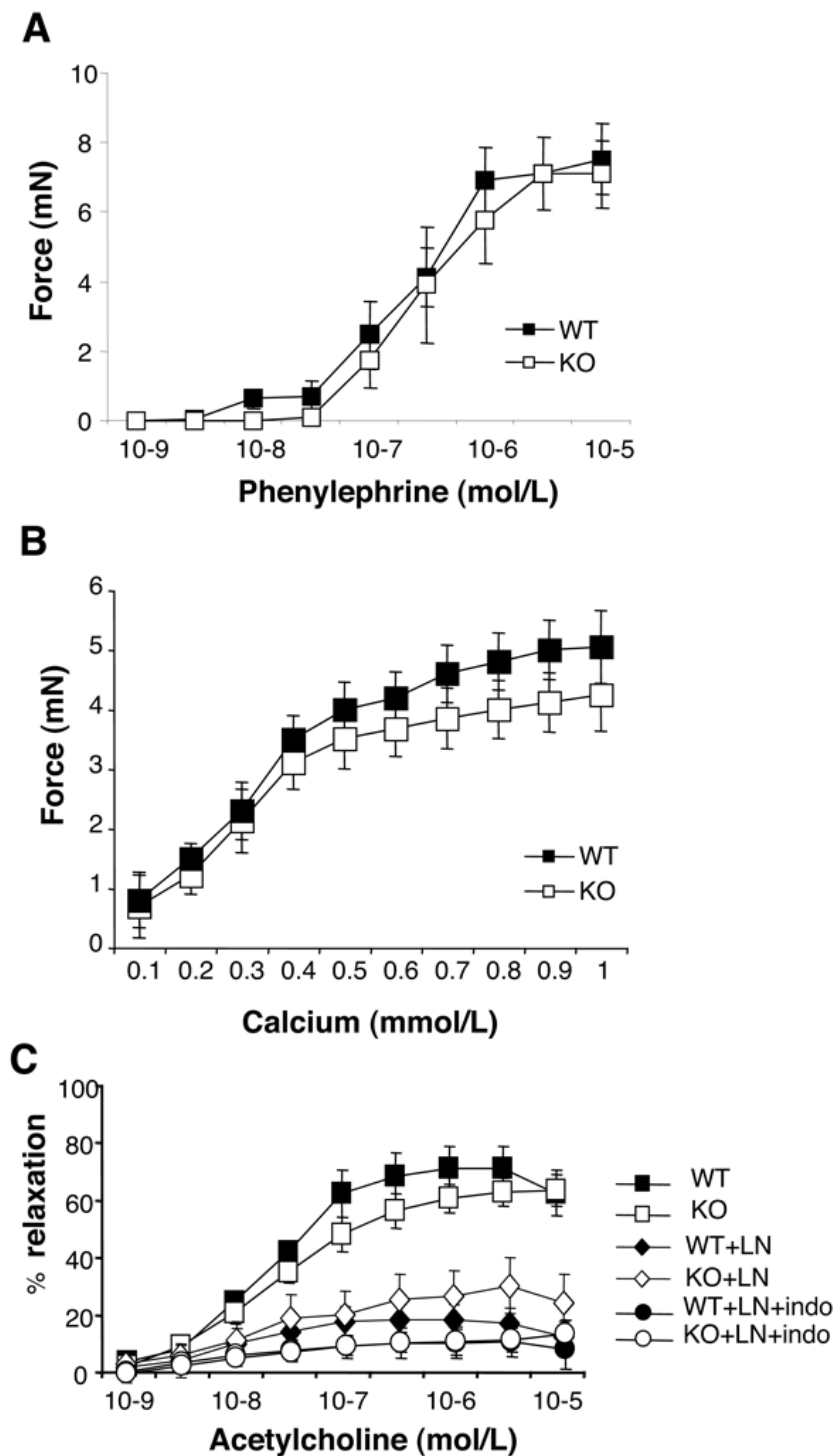 A
10
8
6
4
2
0
Force (mN)
WT
KO
10-9 10-8 10-7 10-6 10-5
Phenylephrine (mol/L)
B
6
5
4
3
2
1
0
Force (mN)
WT
KO
0.1 0.2 0.3 0.4 0.5 0.6 0.7 0.8 0.9 1
Calcium (mmol/L)
C
100
80
60
40
20
0
% relaxation
WT
KO
WT+LN
KO+LN
WT+LN+indo
KO+LN+indo
10-9 10-8 10-7 10-6 10-5
Acetylcholine (mol/L)